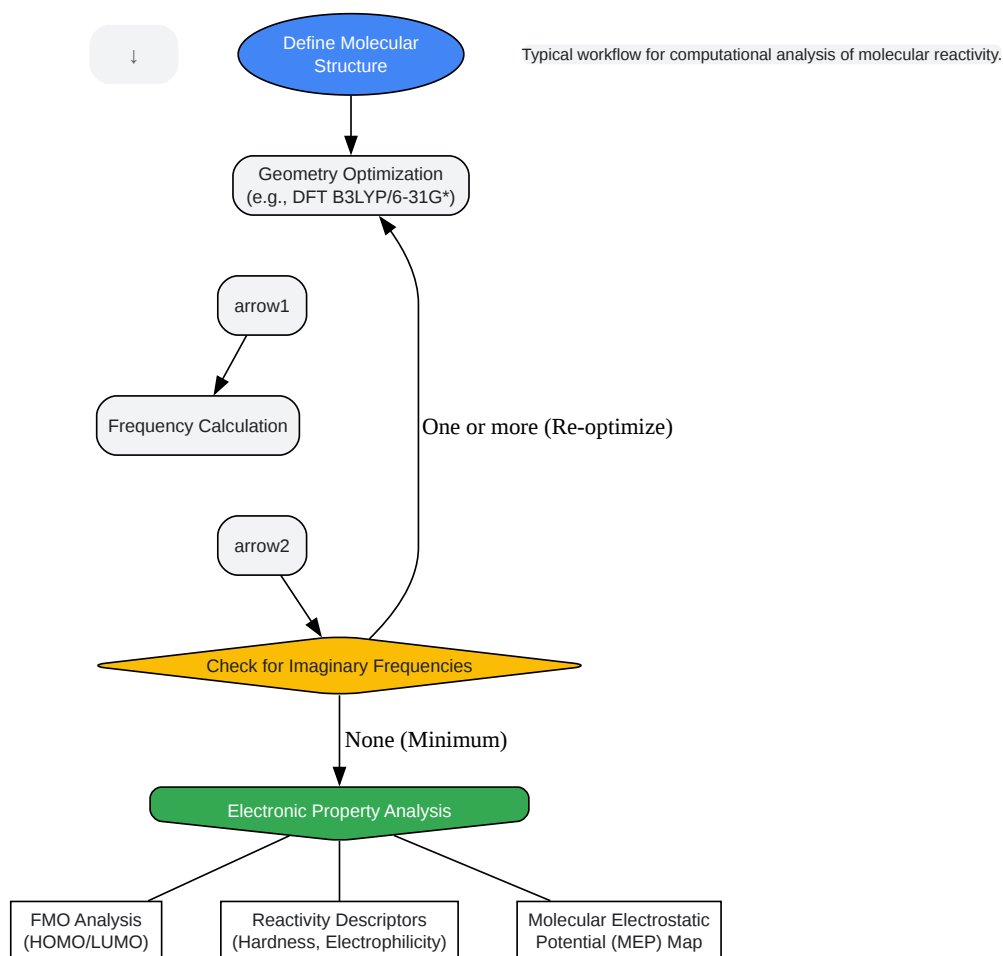 ↓
Define Molecular
Structure
Typical workflow for computational analysis of molecular reactivity.
Geometry Optimization
(e.g., DFT B3LYP/6-31G*)
arrow1
Frequency Calculation
One or more (Re-optimize)
arrow2
Check for Imaginary Frequencies
None (Minimum)
Electronic Property Analysis
FMO Analysis
(HOMO/LUMO)
Reactivity Descriptors
(Hardness, Electrophilicity)
Molecular Electrostatic
Potential (MEP) Map